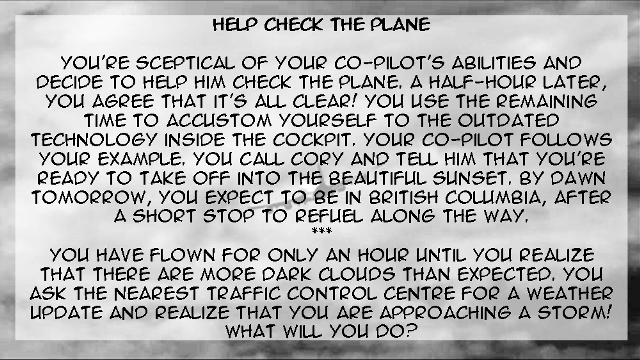 HELP CHECK THE PLANE
YOU'RE SCEPTICAL OF YOUR CO-PILOT'S ABILITIES AND
DECIDE TO HELP HIM CHECK THE PLANE. A HALF-HOUR LATER,
YOU AGREE THAT IT'S ALL CLEAR! YOU USE THE REMAINING
TIME TO ACCUSTOM YOURSELF TO THE OUTDATED
TECHNOLOGY INSIDE THE COCKPIT. YOUR CO-PILOT FOLLOWS
YOUR EXAMPLE. YOU CALL CORY AND TELL HIM THAT YOU'RE
READY TO TAKE OFF INTO THE BEAUTIFUL SUNSET. BY DAWN
TOMORROW, YOU EXPECT TO BE IN BRITISH COLUMBIA, AFTER
A SHORT STOP TO REFUEL ALONG THE WAY.
***
YOU HAVE FLOWN FOR ONLY AN HOUR UNTIL YOU REALIZE
THAT THERE ARE MORE DARK CLOUDS THAN EXPECTED. YOU
ASK THE NEAREST TRAFFIC CONTROL CENTRE FOR A WEATHER
UPDATE AND REALIZE THAT YOU ARE APPROACHING A STORM!
WHAT WILL YOU DO?